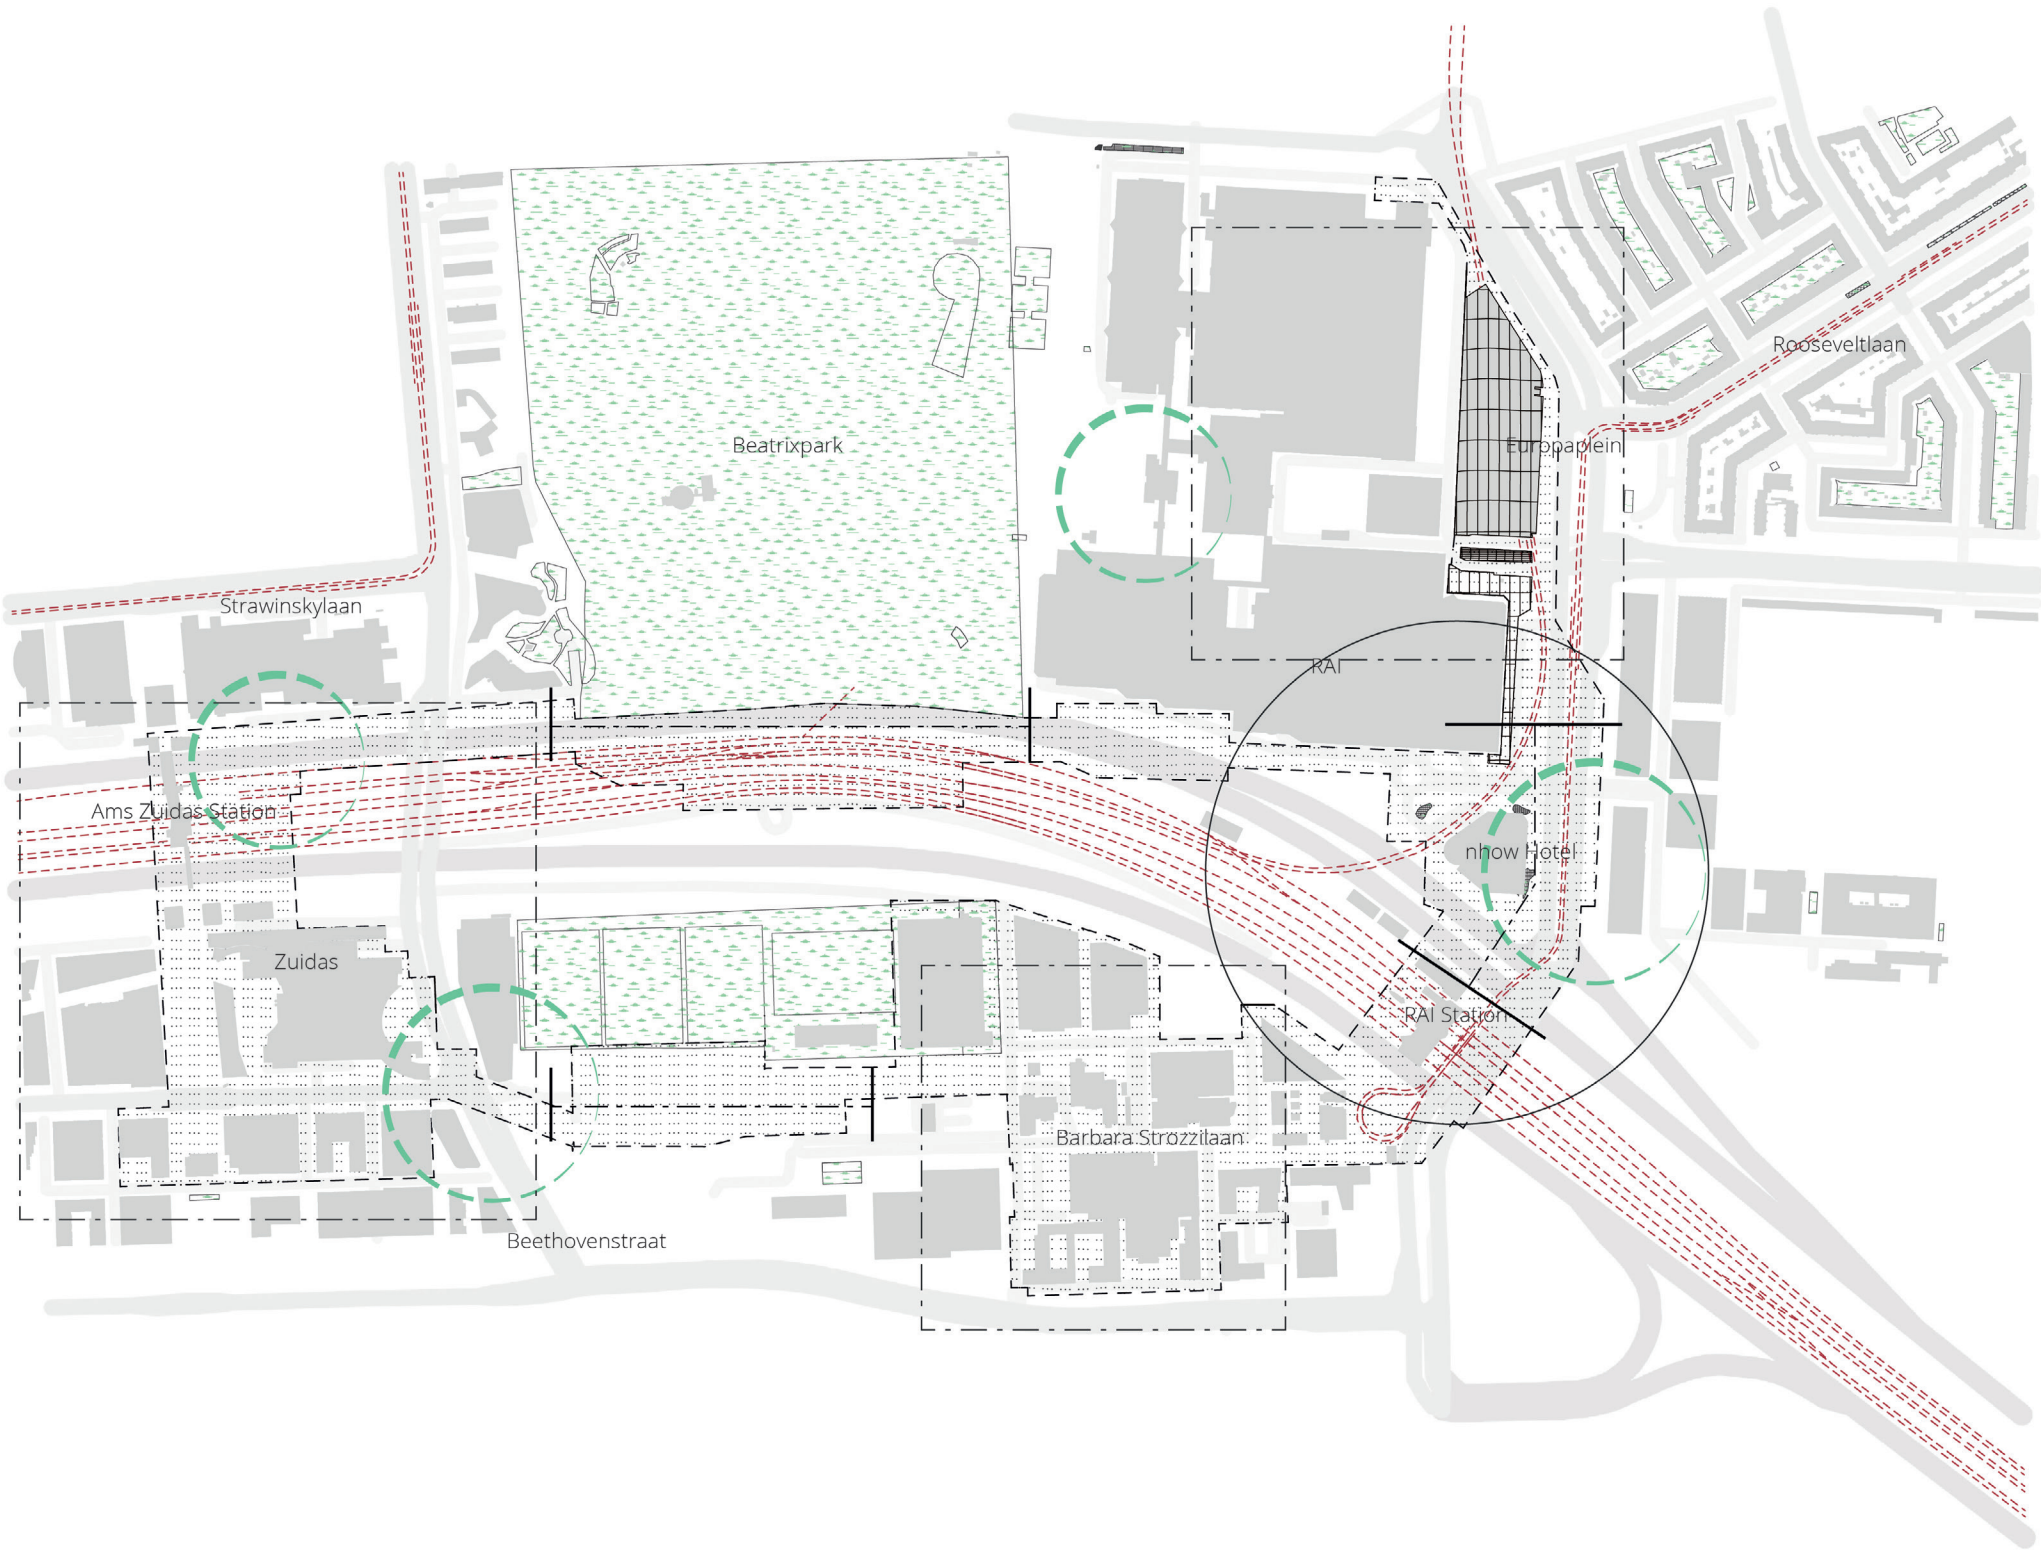 Rooseveltlaan
Beatrixpark
Europaplein
Strawinskylaan
RAI
Ams Zuidas Station
nhow Hotel
Zuidas
RAI Station
Barbara Strozzilaan
Beethovenstraat